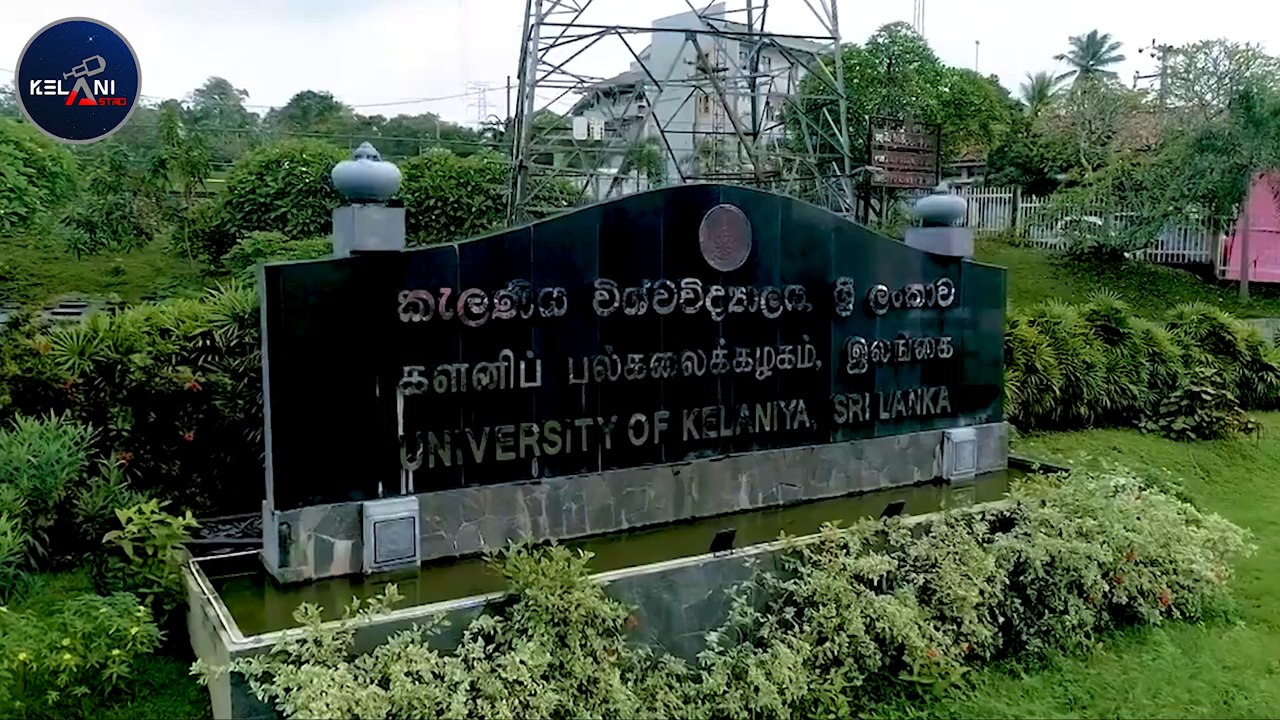 KELANI
ASTRO
කැලණිය විශ්වවිද්‍යාලය, ශ්‍රී ලංකාව
களனிப் பல்கலைக்கழகம், இலங்கை
UNIVERSITY OF KELANIYA, SRI LANKA